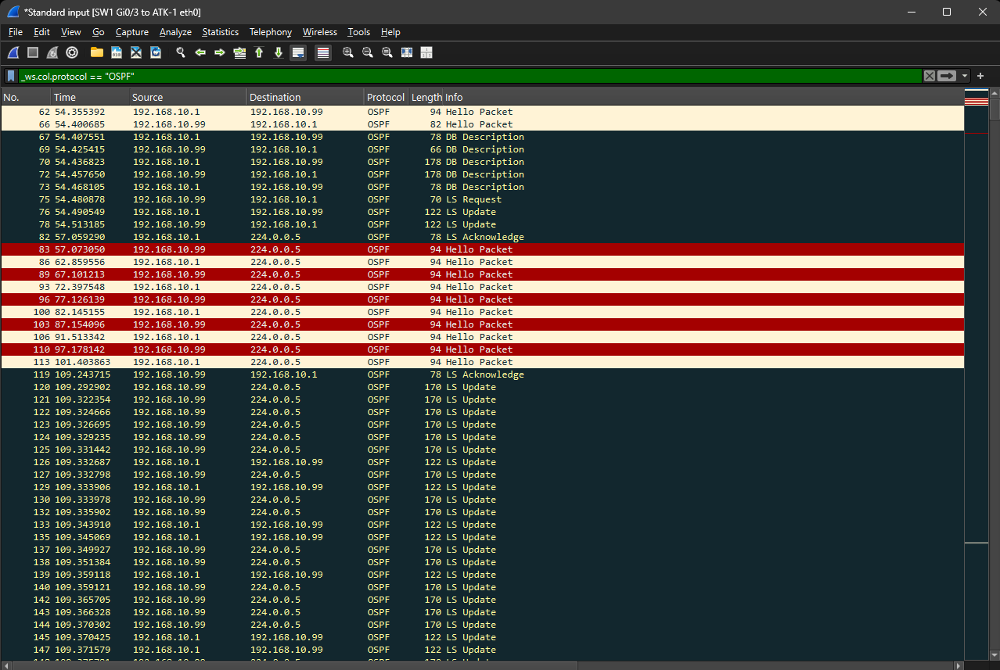 *Standard input [SW1 Gi0/3 to ATK-1 eth0]
File Edit View Go Capture Analyze Statistics Telephony Wireless Tools Help
_ws.col.protocol == "OSPF"
No. Time Source Destination Protocol Length Info
62 54.355392 192.168.10.1 192.168.10.99 OSPF 94 Hello Packet
66 54.400685 192.168.10.99 192.168.10.1 OSPF 82 Hello Packet
67 54.407551 192.168.10.1 192.168.10.99 OSPF 78 DB Description
69 54.425415 192.168.10.99 192.168.10.1 OSPF 66 DB Description
70 54.436823 192.168.10.1 192.168.10.99 OSPF 178 DB Description
72 54.457650 192.168.10.99 192.168.10.1 OSPF 178 DB Description
73 54.468105 192.168.10.1 192.168.10.99 OSPF 78 DB Description
75 54.480878 192.168.10.99 192.168.10.1 OSPF 70 LS Request
76 54.490549 192.168.10.1 192.168.10.99 OSPF 122 LS Update
78 54.513185 192.168.10.99 192.168.10.1 OSPF 122 LS Update
82 57.059290 192.168.10.1 224.0.0.5 OSPF 78 LS Acknowledge
83 57.073050 192.168.10.99 224.0.0.5 OSPF 94 Hello Packet
86 62.859556 192.168.10.1 224.0.0.5 OSPF 94 Hello Packet
89 67.101213 192.168.10.99 224.0.0.5 OSPF 94 Hello Packet
93 72.397548 192.168.10.1 224.0.0.5 OSPF 94 Hello Packet
96 77.126139 192.168.10.99 224.0.0.5 OSPF 94 Hello Packet
100 82.145155 192.168.10.1 224.0.0.5 OSPF 94 Hello Packet
103 87.154096 192.168.10.99 224.0.0.5 OSPF 94 Hello Packet
106 91.513342 192.168.10.1 224.0.0.5 OSPF 94 Hello Packet
110 97.178142 192.168.10.99 224.0.0.5 OSPF 94 Hello Packet
113 101.403863 192.168.10.1 224.0.0.5 OSPF 94 Hello Packet
119 109.243715 192.168.10.99 192.168.10.1 OSPF 78 LS Acknowledge
120 109.292902 192.168.10.99 224.0.0.5 OSPF 170 LS Update
121 109.322354 192.168.10.99 224.0.0.5 OSPF 170 LS Update
122 109.324666 192.168.10.99 224.0.0.5 OSPF 170 LS Update
123 109.326695 192.168.10.99 224.0.0.5 OSPF 170 LS Update
124 109.329235 192.168.10.99 224.0.0.5 OSPF 170 LS Update
125 109.331442 192.168.10.99 224.0.0.5 OSPF 170 LS Update
126 109.332687 192.168.10.1 192.168.10.99 OSPF 122 LS Update
127 109.332798 192.168.10.99 224.0.0.5 OSPF 170 LS Update
129 109.333906 192.168.10.1 192.168.10.99 OSPF 122 LS Update
130 109.333978 192.168.10.99 224.0.0.5 OSPF 170 LS Update
132 109.335902 192.168.10.99 224.0.0.5 OSPF 170 LS Update
133 109.343910 192.168.10.1 192.168.10.99 OSPF 122 LS Update
135 109.345069 192.168.10.1 192.168.10.99 OSPF 122 LS Update
137 109.349927 192.168.10.99 224.0.0.5 OSPF 170 LS Update
138 109.351384 192.168.10.99 224.0.0.5 OSPF 170 LS Update
139 109.359118 192.168.10.1 192.168.10.99 OSPF 122 LS Update
140 109.359121 192.168.10.99 224.0.0.5 OSPF 170 LS Update
142 109.365705 192.168.10.99 224.0.0.5 OSPF 170 LS Update
143 109.366328 192.168.10.99 224.0.0.5 OSPF 170 LS Update
144 109.370302 192.168.10.99 224.0.0.5 OSPF 170 LS Update
145 109.370425 192.168.10.1 192.168.10.99 OSPF 122 LS Update
147 109.371579 192.168.10.1 192.168.10.99 OSPF 122 LS Update